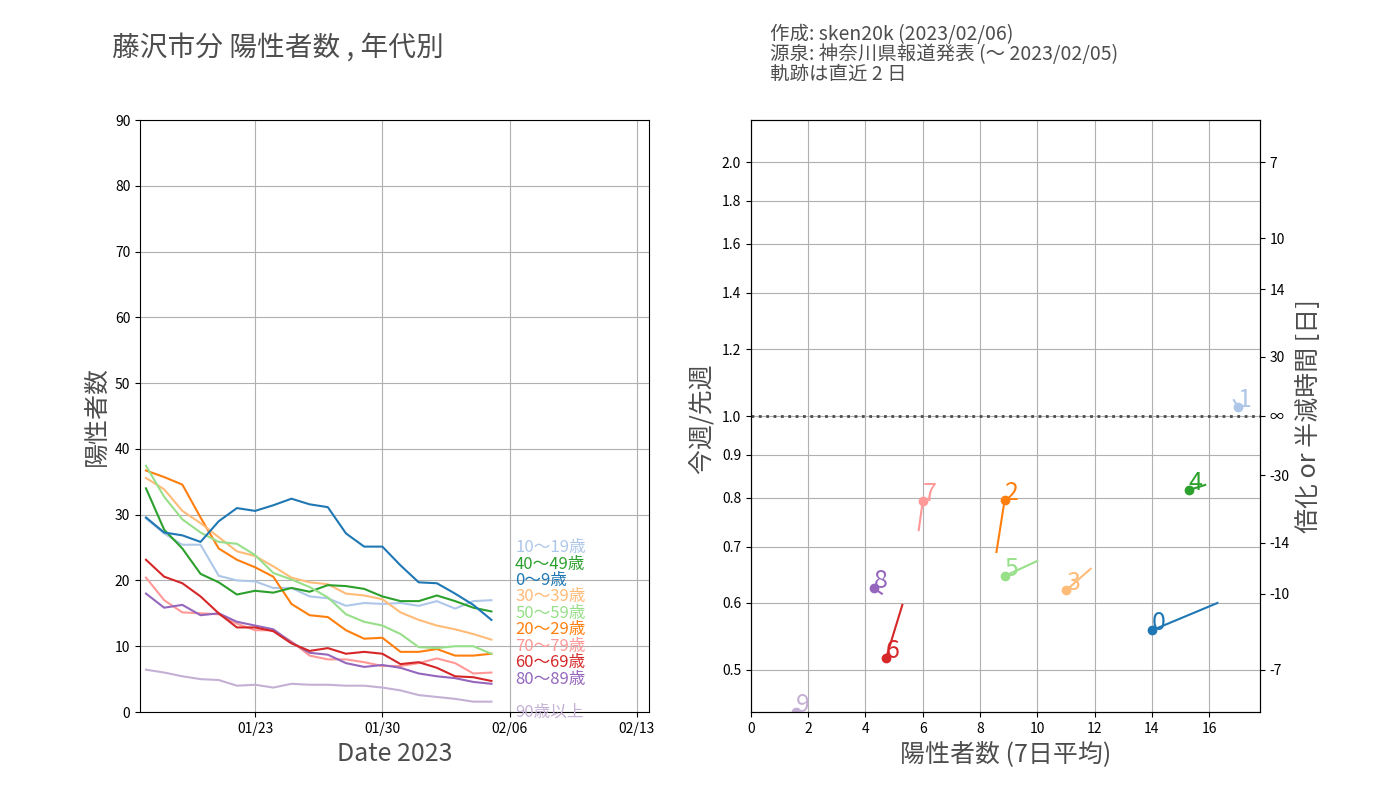 藤沢市分 陽性者数 , 年代別
作成: sken20k (2023/02/06)
源泉: 神奈川県報道発表 (〜 2023/02/05)
軌跡は直近 2 日
陽性者数
90
80
70
60
50
40
30
20
10
0
01/23
01/30
02/06
02/13
Date 2023
10〜19歳
40〜49歳
0〜9歳
30〜39歳
50〜59歳
20〜29歳
70〜79歳
60〜69歳
80〜89歳
90歳以上
今週/先週
2.0
1.8
1.6
1.4
1.2
1.0
0.9
0.8
0.7
0.6
0.5
1
4
7
2
5
3
8
0
6
9
0
2
4
6
8
10
12
14
16
陽性者数 (7日平均)
7
10
14
30
∞
-30
-14
-10
-7
倍化 or 半減時間 [日]